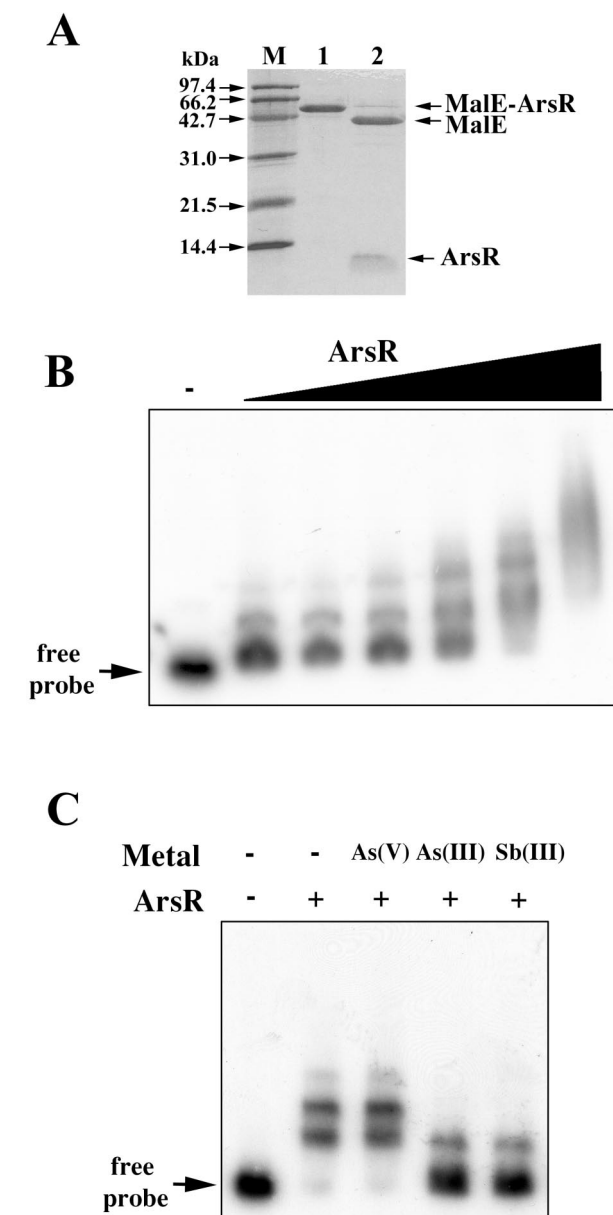 A
kDa M 1 2
97.4
66.2
42.7
31.0
21.5
14.4
MalE-ArsR
MalE
ArsR
B
ArsR
-
free
probe
C
Metal - - As(V) As(III) Sb(III)
ArsR - + + + +
free
probe